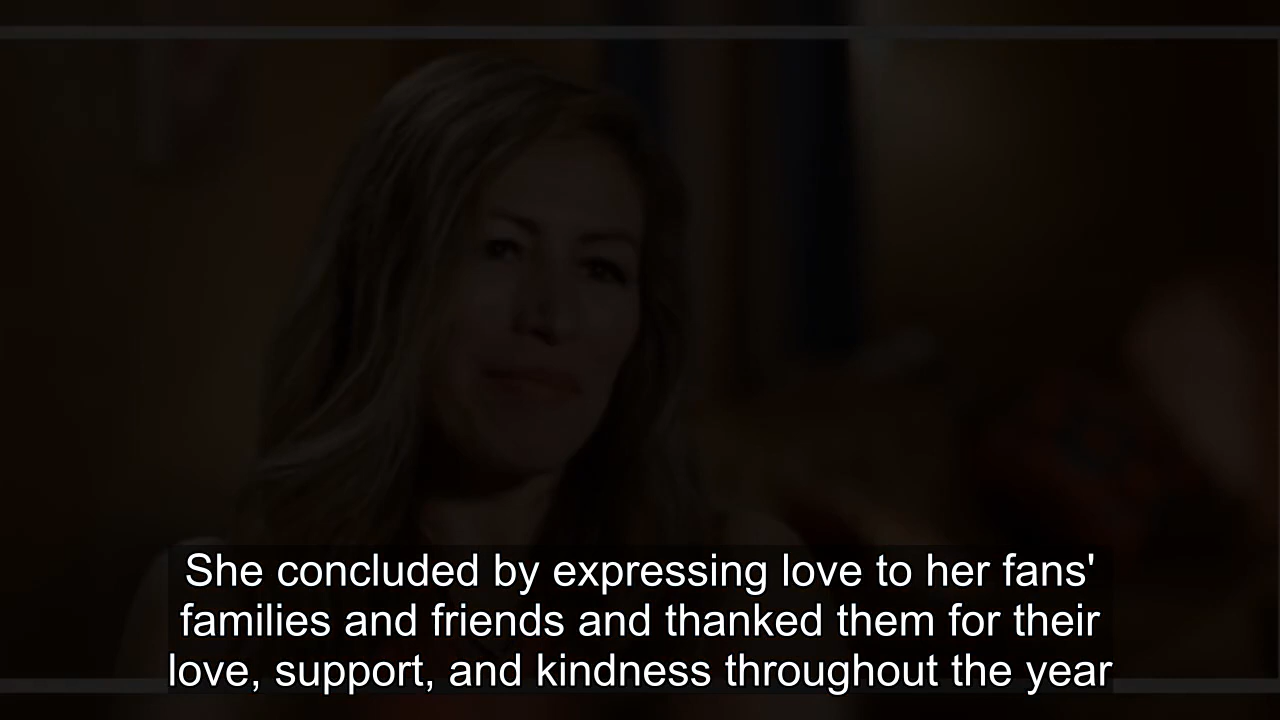 She concluded by expressing love to her fans'
families and friends and thanked them for their
love, support, and kindness throughout the year